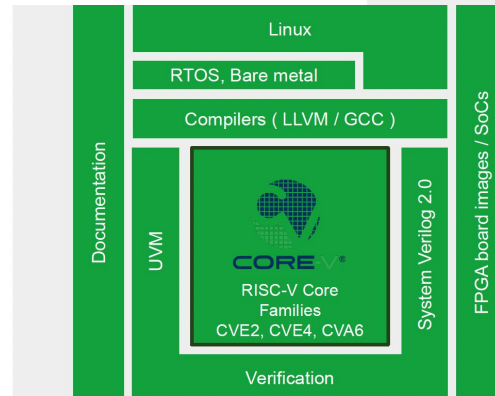 Linux
RTOS, Bare metal
Compilers ( LLVM / GCC )
Documentation
UVM
CORE-V®
RISC-V Core
Families
CVE2, CVE4, CVA6
System Verilog 2.0
FPGA board images / SoCs
Verification